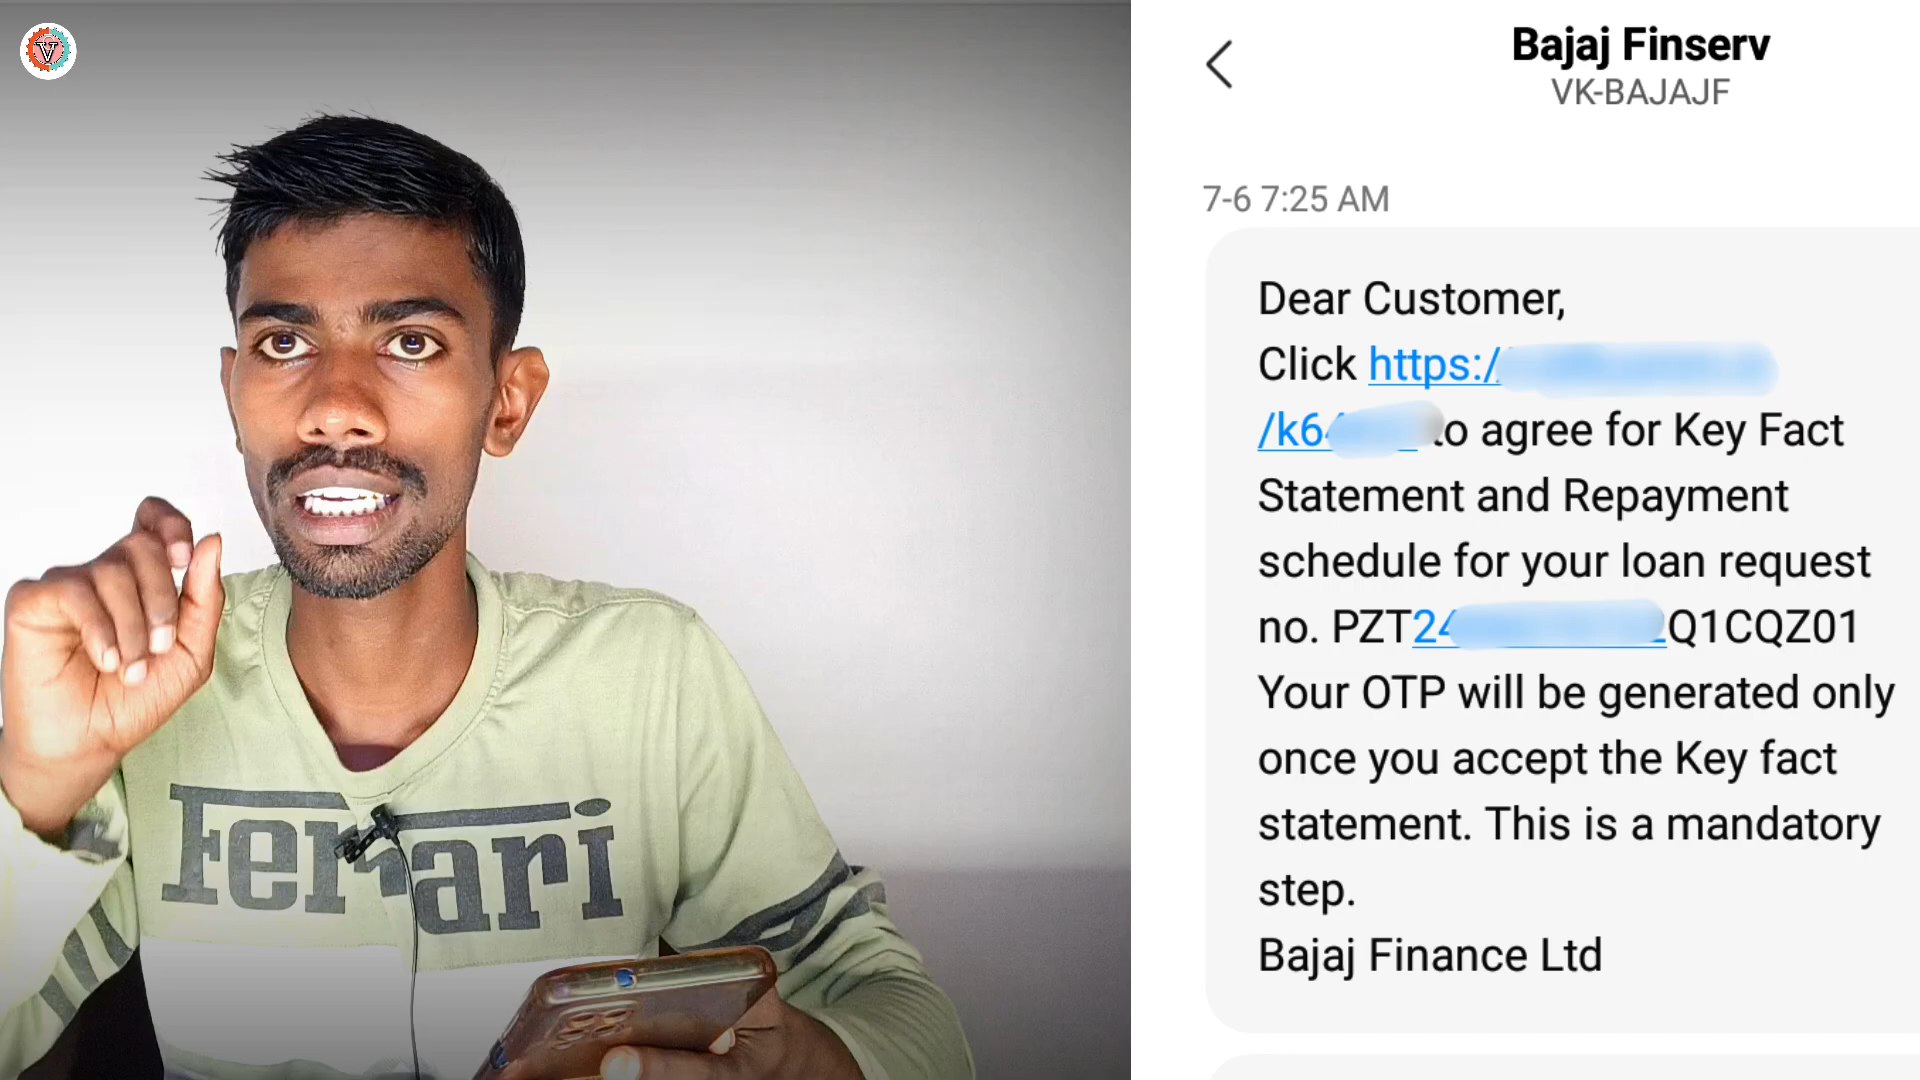 V
Ferrari
Bajaj Finserv
VK-BAJAJF
7-6 7:25 AM
Dear Customer,
Click https:/
/k64 to agree for Key Fact
Statement and Repayment
schedule for your loan request
no. PZT24 Q1CQZ01
Your OTP will be generated only
once you accept the Key fact
statement. This is a mandatory
step.
Bajaj Finance Ltd